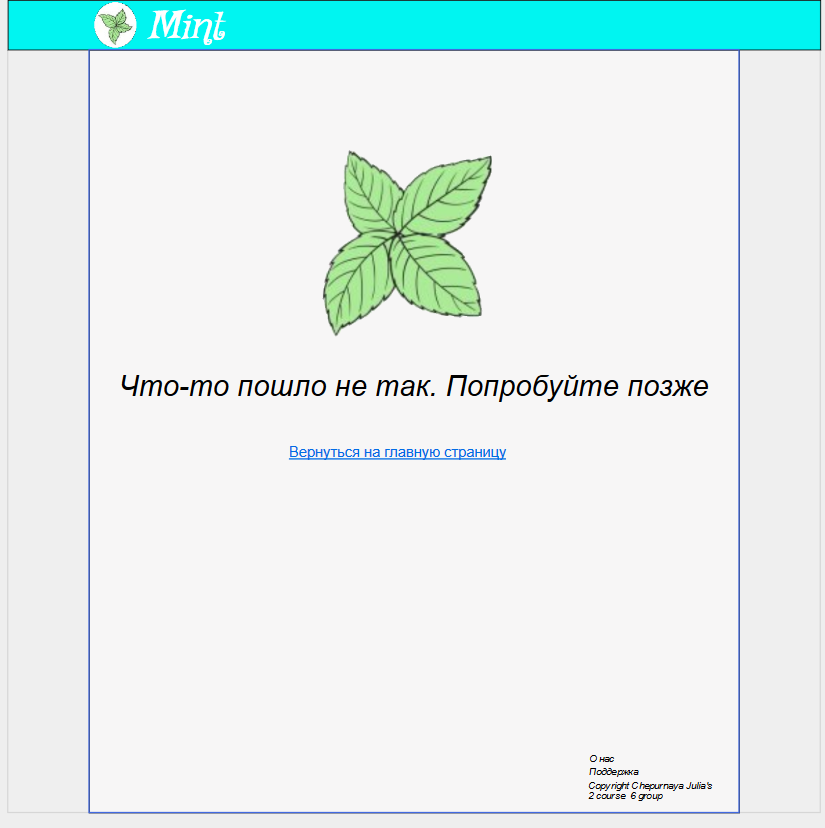 Mint
Что-то пошло не так. Попробуйте позже
Вернуться на главную страницу
О нас
Поддержка
Copyright Chepurnaya Julia's
2 course 6 group